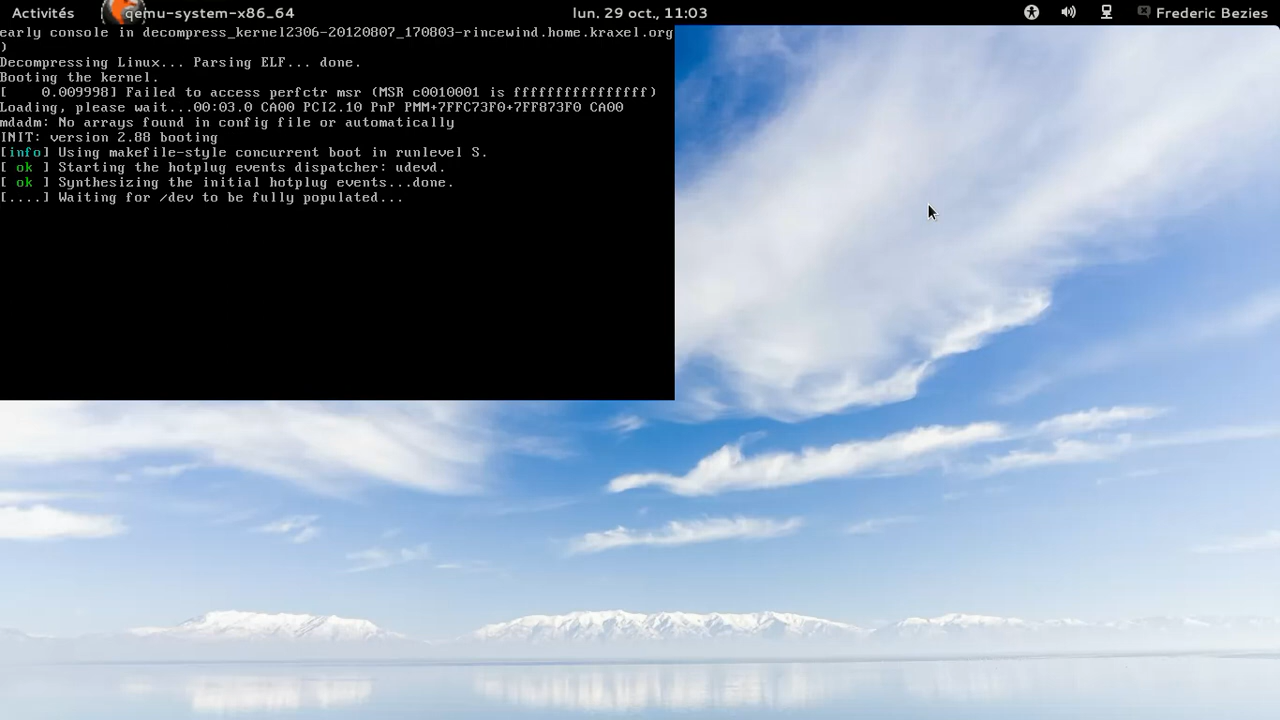 Activités qemu-system-x86_64 lun. 29 oct., 11:03 Frederic Bezies
early console in decompress_kernel2306-20120807_170803-rincewind.home.kraxel.org
)
Decompressing Linux... Parsing ELF... done.
Booting the kernel.
[    0.009998] Failed to access perfctr msr (MSR c0010001 is ffffffffffffffff)
Loading, please wait...00:03.0 CA00 PCI2.10 PnP PMM+7FFC73F0+7FF873F0 CA00
mdadm: No arrays found in config file or automatically
INIT: version 2.88 booting
[info] Using makefile-style concurrent boot in runlevel S.
[ ok ] Starting the hotplug events dispatcher: udevd.
[ ok ] Synthesizing the initial hotplug events...done.
[....] Waiting for /dev to be fully populated...